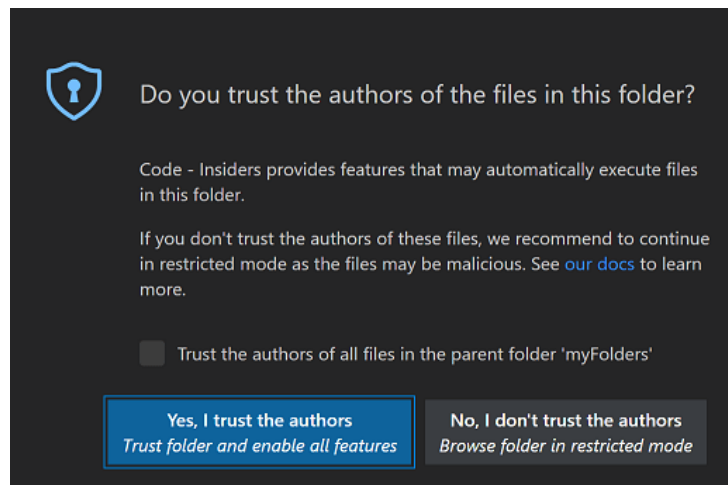 Do you trust the authors of the files in this folder?
Code - Insiders provides features that may automatically execute files
in this folder.
If you don't trust the authors of these files, we recommend to continue
in restricted mode as the files may be malicious. See our docs to learn
more.
Trust the authors of all files in the parent folder 'myFolders'
Yes, I trust the authors
Trust folder and enable all features
No, I don't trust the authors
Browse folder in restricted mode